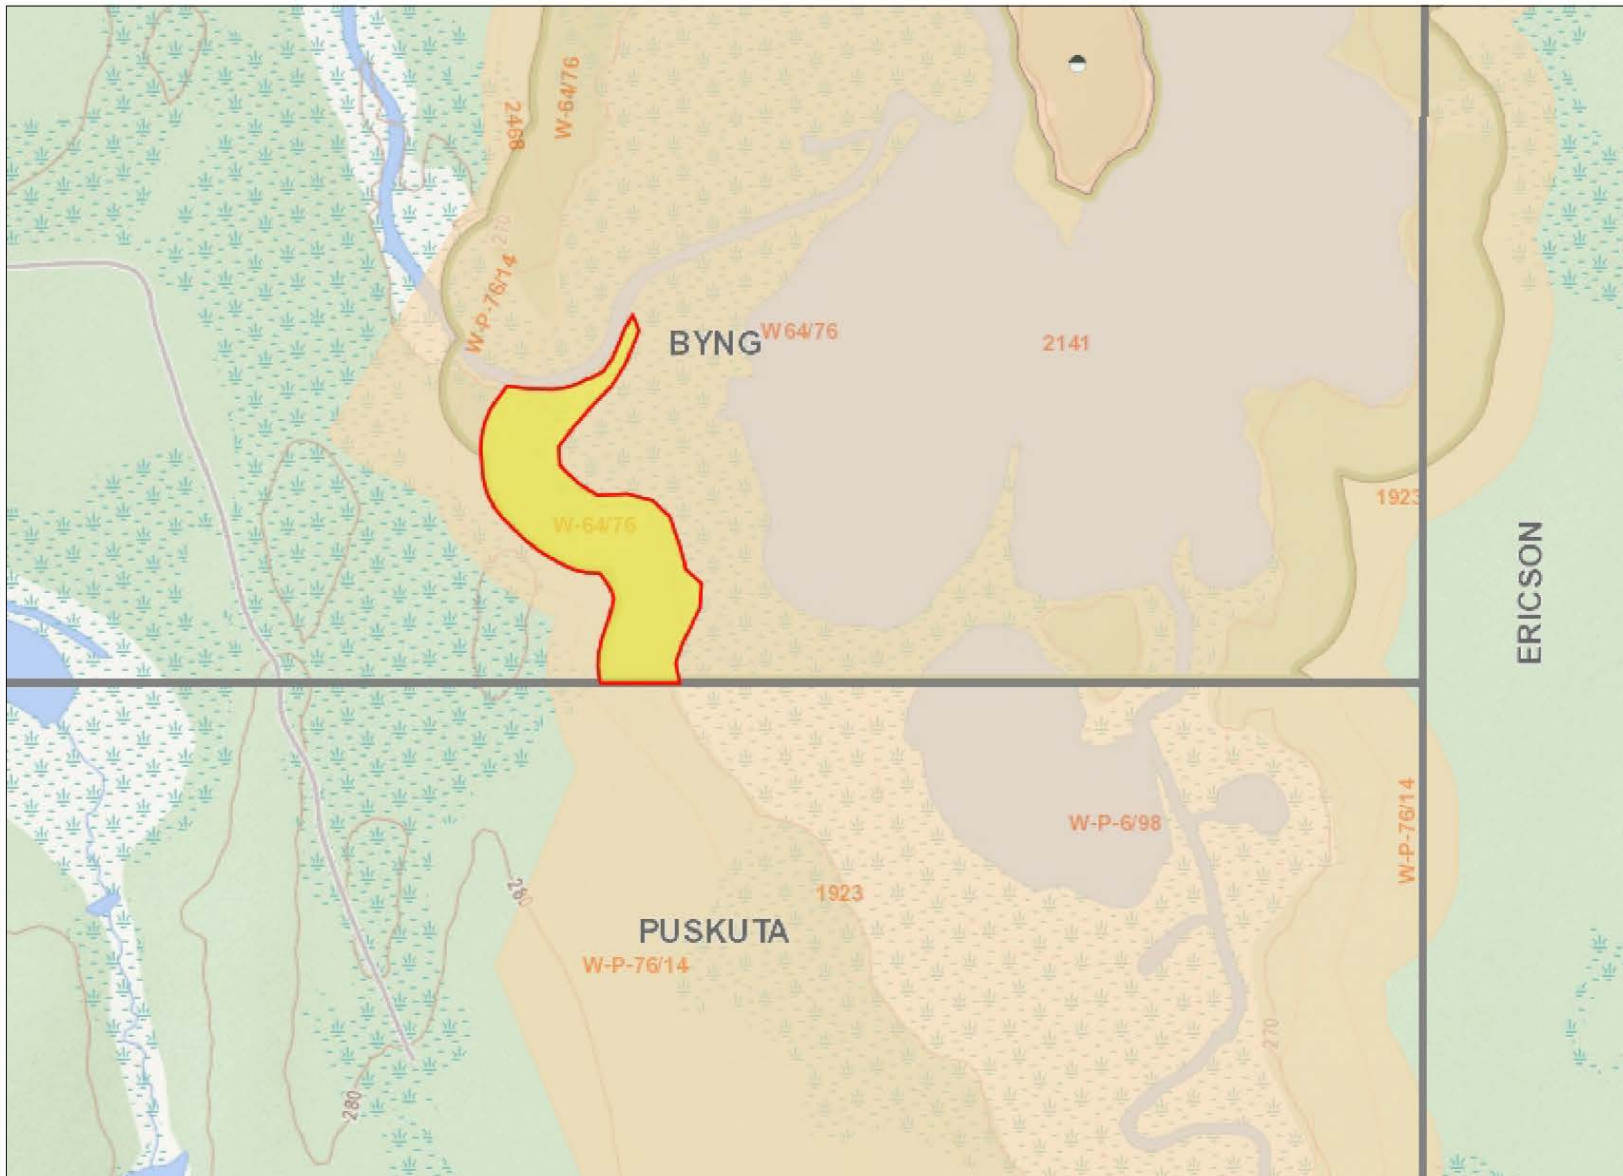 2468
W-64/76
W-P-76/14
270
BYNG
W 64/76
2141
1923
W-64/76
ERICSON
W-P-6/98
W-P-76/14
280
1923
PUSKUTA
W-P-76/14
270
280